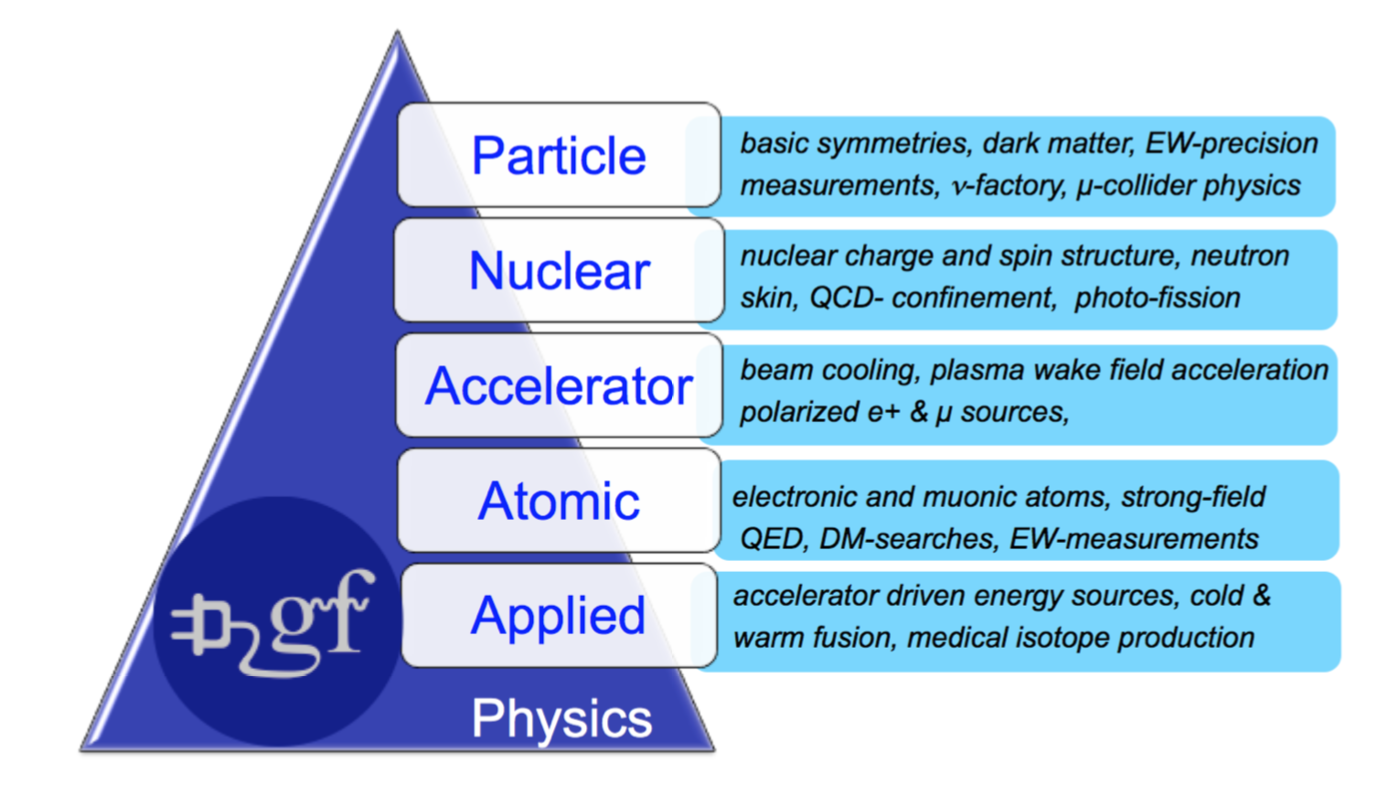 Particle
basic symmetries, dark matter, EW-precision
measurements, ν-factory, μ-collider physics
Nuclear
nuclear charge and spin structure, neutron
skin, QCD- confinement, photo-fission
Accelerator
beam cooling, plasma wake field acceleration
polarized e+ & μ sources,
Atomic
electronic and muonic atoms, strong-field
QED, DM-searches, EW-measurements
Applied
accelerator driven energy sources, cold &
warm fusion, medical isotope production
gf
Physics